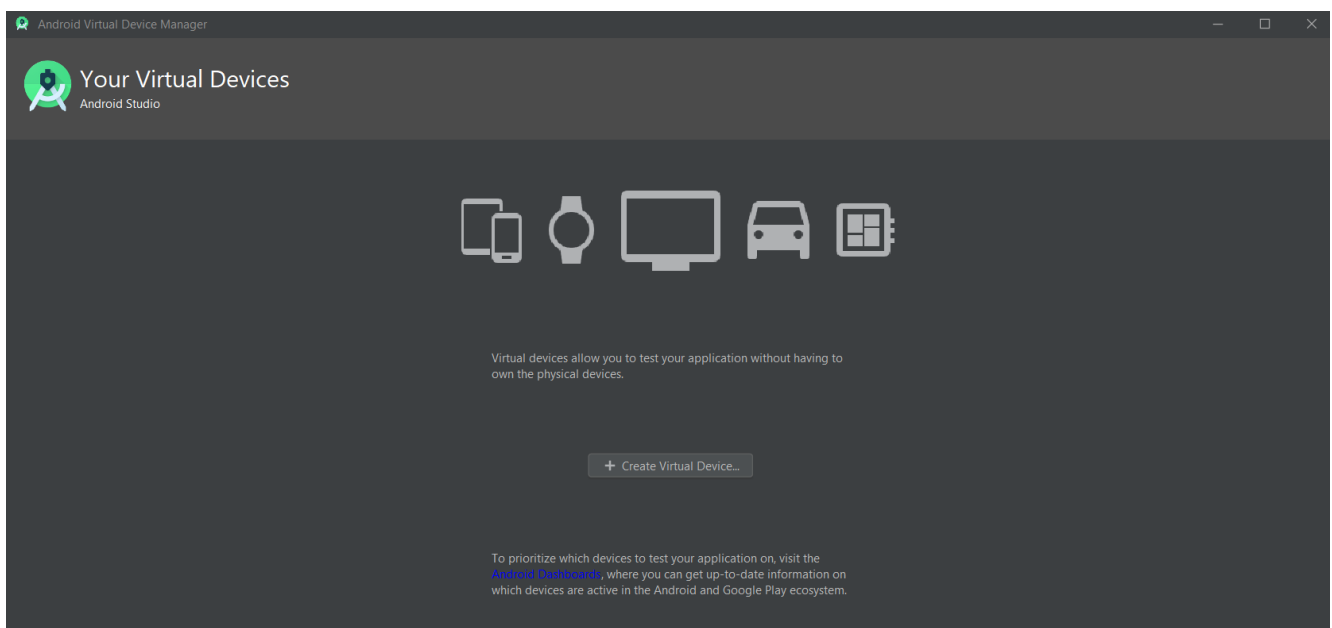 Android Virtual Device Manager
Your Virtual Devices
Android Studio
Virtual devices allow you to test your application without having to
own the physical devices.
+ Create Virtual Device...
To prioritize which devices to test your application on, visit the
Android Dashboards, where you can get up-to-date information on
which devices are active in the Android and Google Play ecosystem.